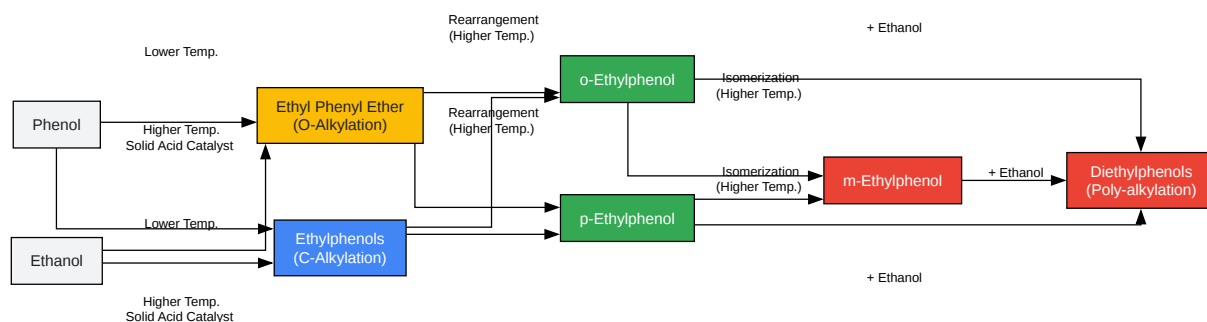 Rearrangement
(Higher Temp.)
+ Ethanol
Lower Temp.
o-Ethylphenol
Isomerization
(Higher Temp.)
Ethyl Phenyl Ether
(O-Alkylation)
Rearrangement
(Higher Temp.)
Phenol
Higher Temp.
Solid Acid Catalyst
Isomerization
(Higher Temp.)
m-Ethylphenol
+ Ethanol
Diethylphenols
(Poly-alkylation)
Lower Temp.
p-Ethylphenol
Ethanol
Ethylphenols
(C-Alkylation)
+ Ethanol
Higher Temp.
Solid Acid Catalyst